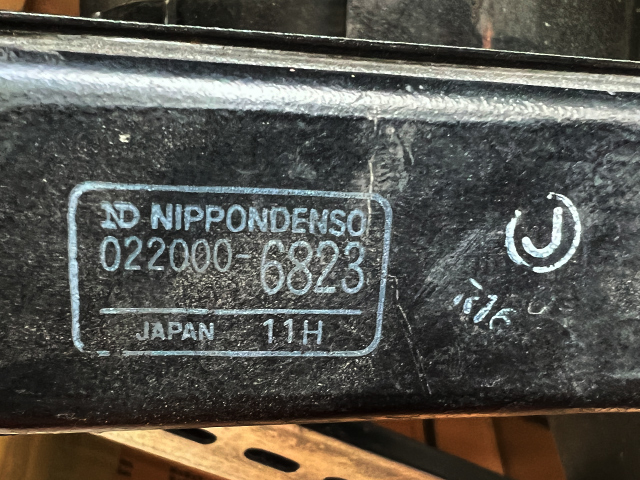 ND NIPPONDENSO
022000-6823
JAPAN 11H
J